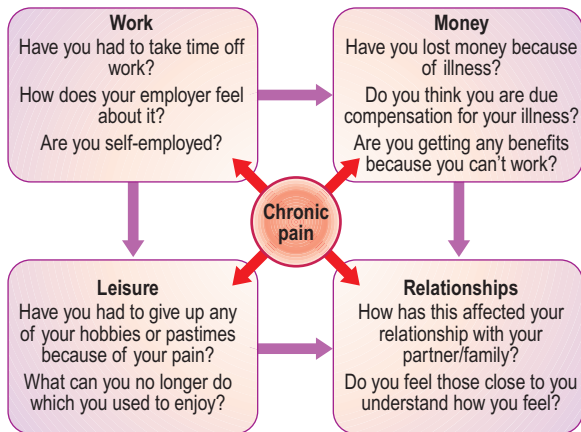 Work
Have you had to take time off
work?
How does your employer feel
about it?
Are you self-employed?
Money
Have you lost money because
of illness?
Do you think you are due
compensation for your illness?
Are you getting any benefits
because you can't work?
Chronic
pain
Leisure
Have you had to give up any
of your hobbies or pastimes
because of your pain?
What can you no longer do
which you used to enjoy?
Relationships
How has this affected your
relationship with your
partner/family?
Do you feel those close to you
understand how you feel?